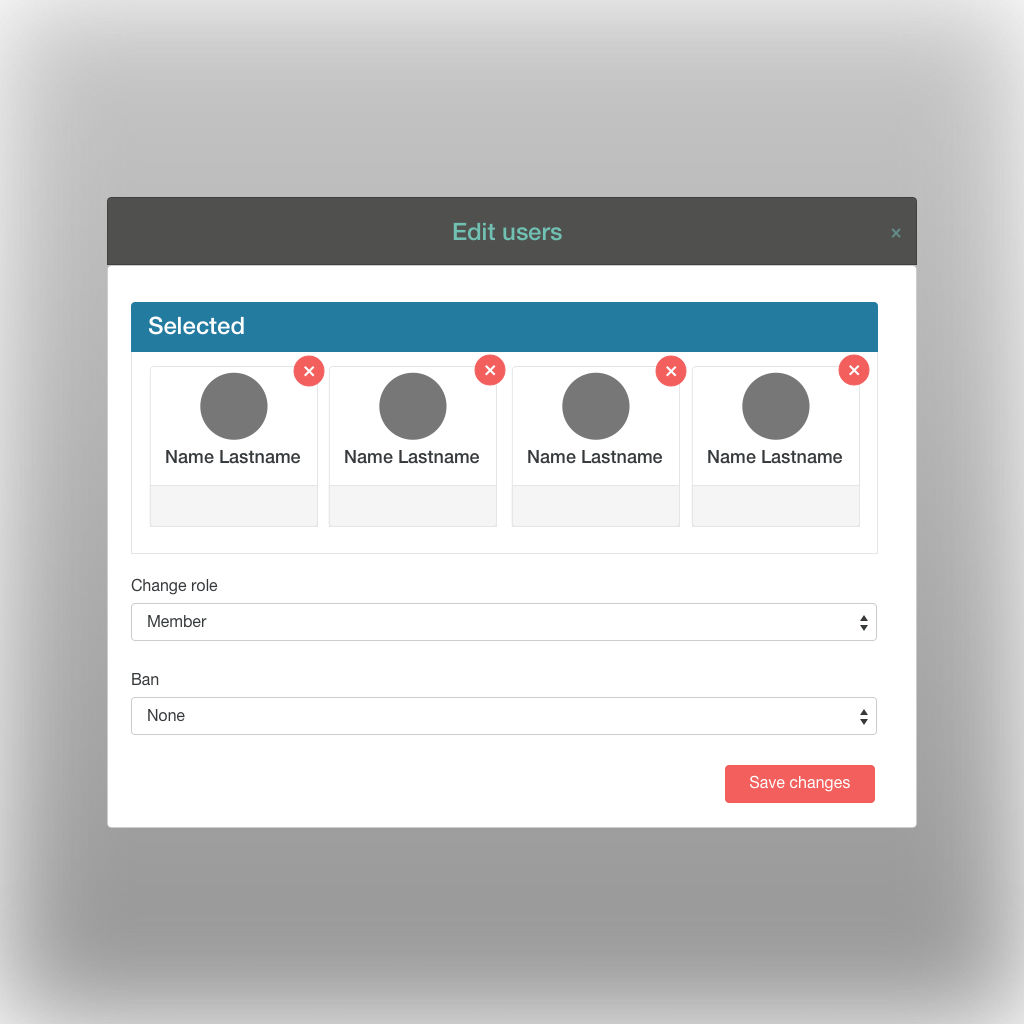 Edit users
×
Selected
Name Lastname
Name Lastname
Name Lastname
Name Lastname
Change role
Member
Ban
None
Save changes